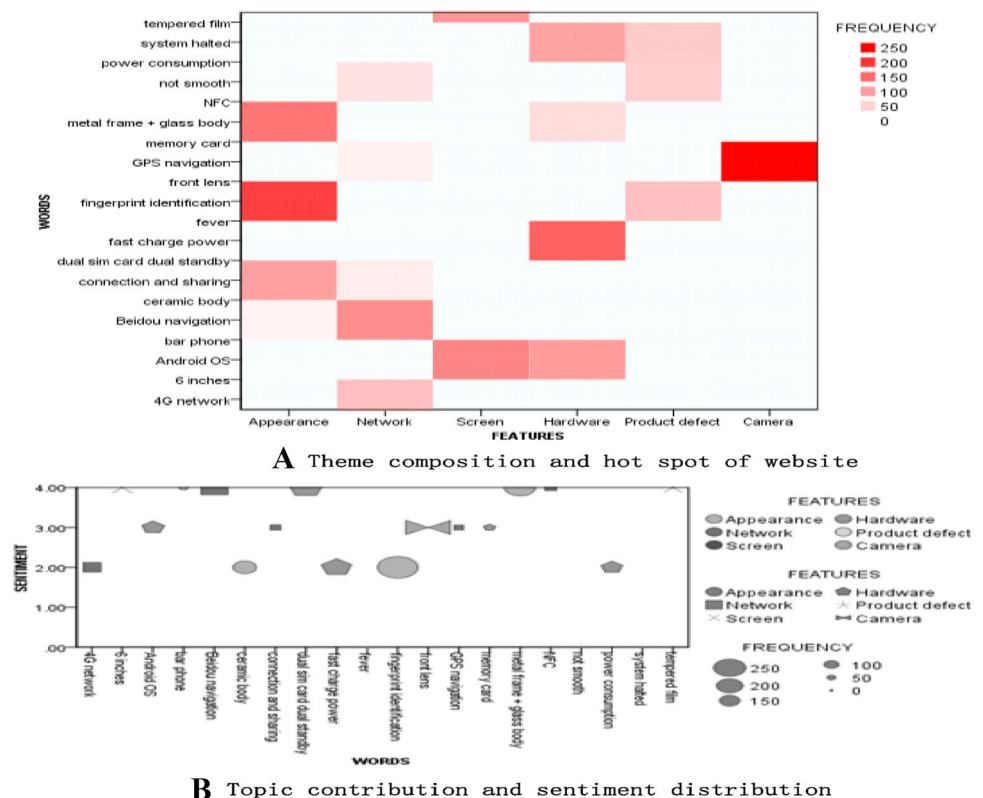 tempered film
system halted
power consumption
not smooth
NFC
metal frame + glass body
memory card
GPS navigation
front lens
fingerprint identification
fever
fast charge power
dual sim card dual standby
connection and sharing
ceramic body
Beidou navigation
bar phone
Android OS
6 inches
4G network
WORDS
Appearance Network Screen Hardware Product defect Camera
FEATURES
FREQUENCY
250
200
150
100
50
0
A Theme composition and hot spot of website
SENTIMENT
4.00
3.00
2.00
1.00
.00
4G network
6 inches
Android OS
bar phone
Beidou navigation
ceramic body
connection and sharing
dual sim card dual standby
fast charge power
fever
fingerprint identification
front lens
GPS navigation
memory card
metal frame + glass body
NFC
not smooth
power consumption
system halted
tempered film
WORDS
FEATURES
Appearance Hardware
Network Product defect
Screen Camera
FEATURES
Appearance Hardware
Network Product defect
Screen Camera
FREQUENCY
250 100
200 50
150 0
B Topic contribution and sentiment distribution